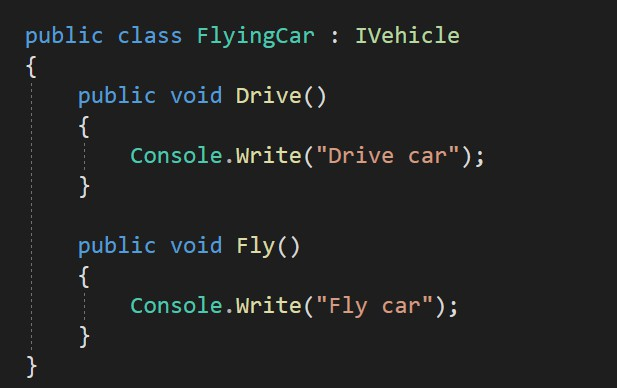 public class FlyingCar : IVehicle
{
    public void Drive()
    {
        Console.Write("Drive car");
    }

    public void Fly()
    {
        Console.Write("Fly car");
    }
}